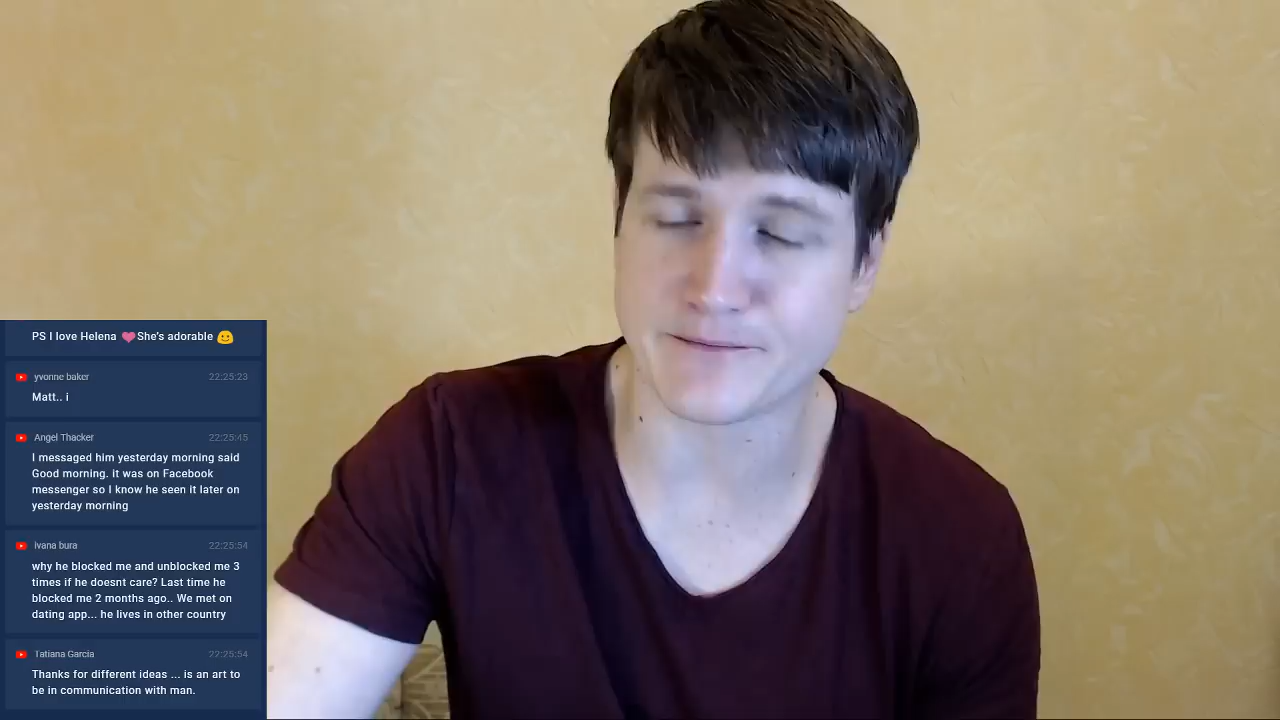 PS I love Helena 💗She's adorable 🙂
yvonne baker 22:25:23
Matt.. i
Angel Thacker 22:25:45
I messaged him yesterday morning said
Good morning. it was on Facebook
messenger so I know he seen it later on
yesterday morning
ivana bura 22:25:54
why he blocked me and unblocked me 3
times if he doesnt care? Last time he
blocked me 2 months ago.. We met on
dating app... he lives in other country
Tatiana Garcia 22:25:54
Thanks for different ideas ... is an art to
be in communication with man.